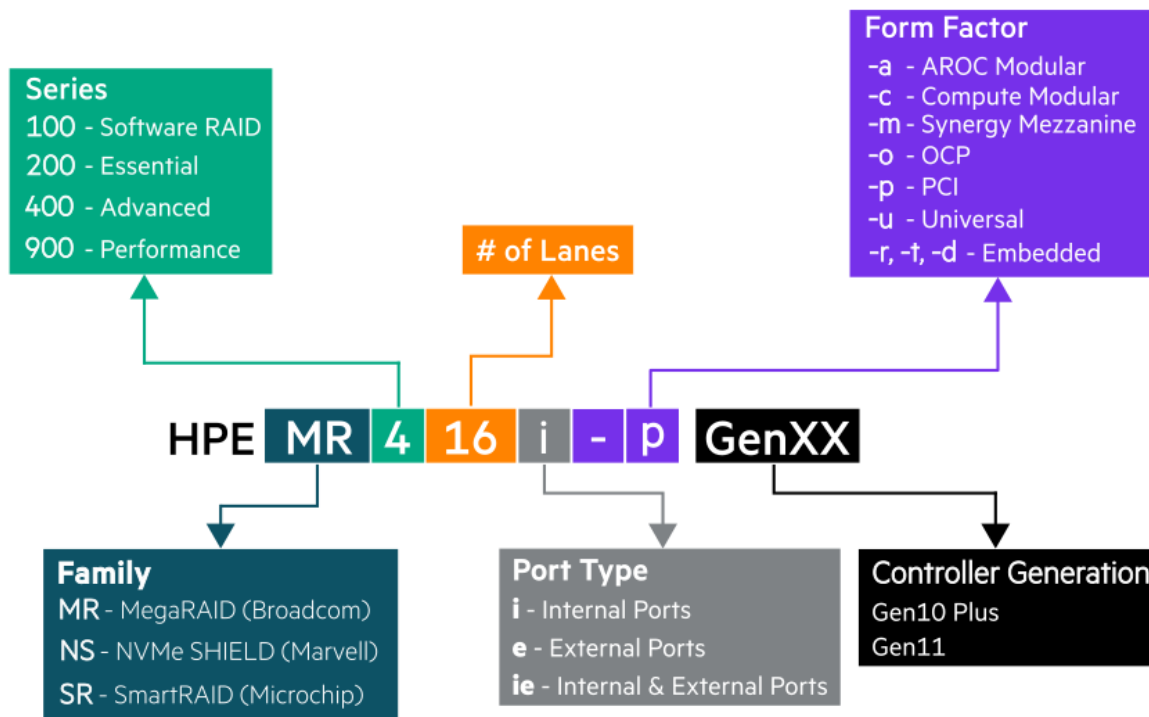 Form Factor
-a - AROC Modular
-c - Compute Modular
-m - Synergy Mezzanine
-o - OCP
-p - PCI
-u - Universal
-r, -t, -d - Embedded
Series
100 - Software RAID
200 - Essential
400 - Advanced
900 - Performance
# of Lanes
HPE MR 4 16 i - p GenXX
Family
MR - MegaRAID (Broadcom)
NS - NVMe SHIELD (Marvell)
SR - SmartRAID (Microchip)
Port Type
i - Internal Ports
e - External Ports
ie - Internal & External Ports
Controller Generation
Gen10 Plus
Gen11